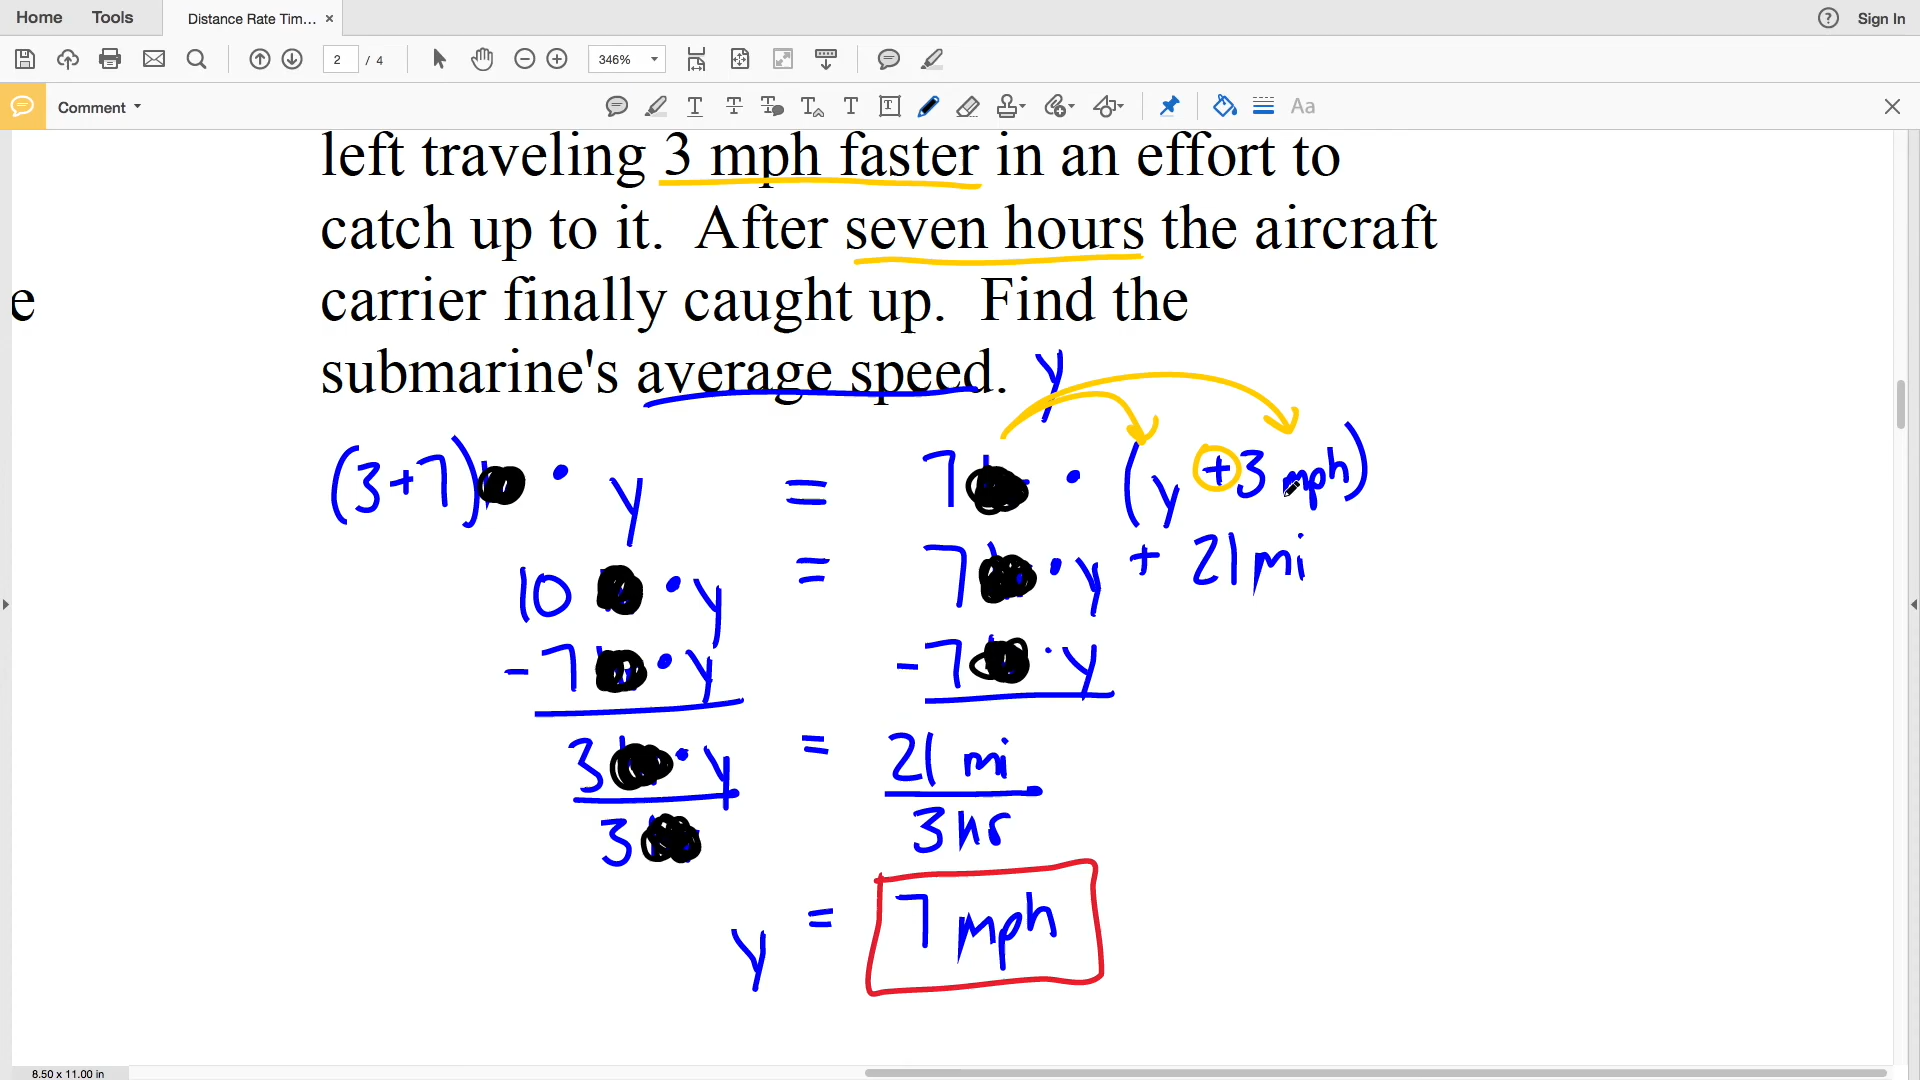 Home Tools Distance Rate Tim... × Sign In
2 / 4 346%
Comment Aa
left traveling 3 mph faster in an effort to
catch up to it. After seven hours the aircraft
e carrier finally caught up. Find the
submarine's average speed. y
(3+7) • y = 7 • (y +3 mph)
10 • y = 7 • y + 21 mi
-7 • y -7 • y
3 • y = 21 mi
3 3 hr
y = 7 mph
8.50 x 11.00 in